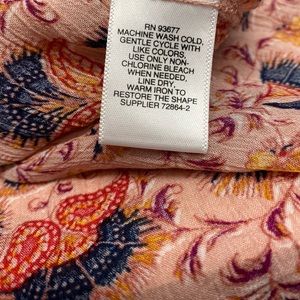 RN 93677
MACHINE WASH COLD,
GENTLE CYCLE WITH
LIKE COLORS,
USE ONLY NON-
CHLORINE BLEACH
WHEN NEEDED,
LINE DRY,
WARM IRON TO
RESTORE THE SHAPE
SUPPLIER 72864-2